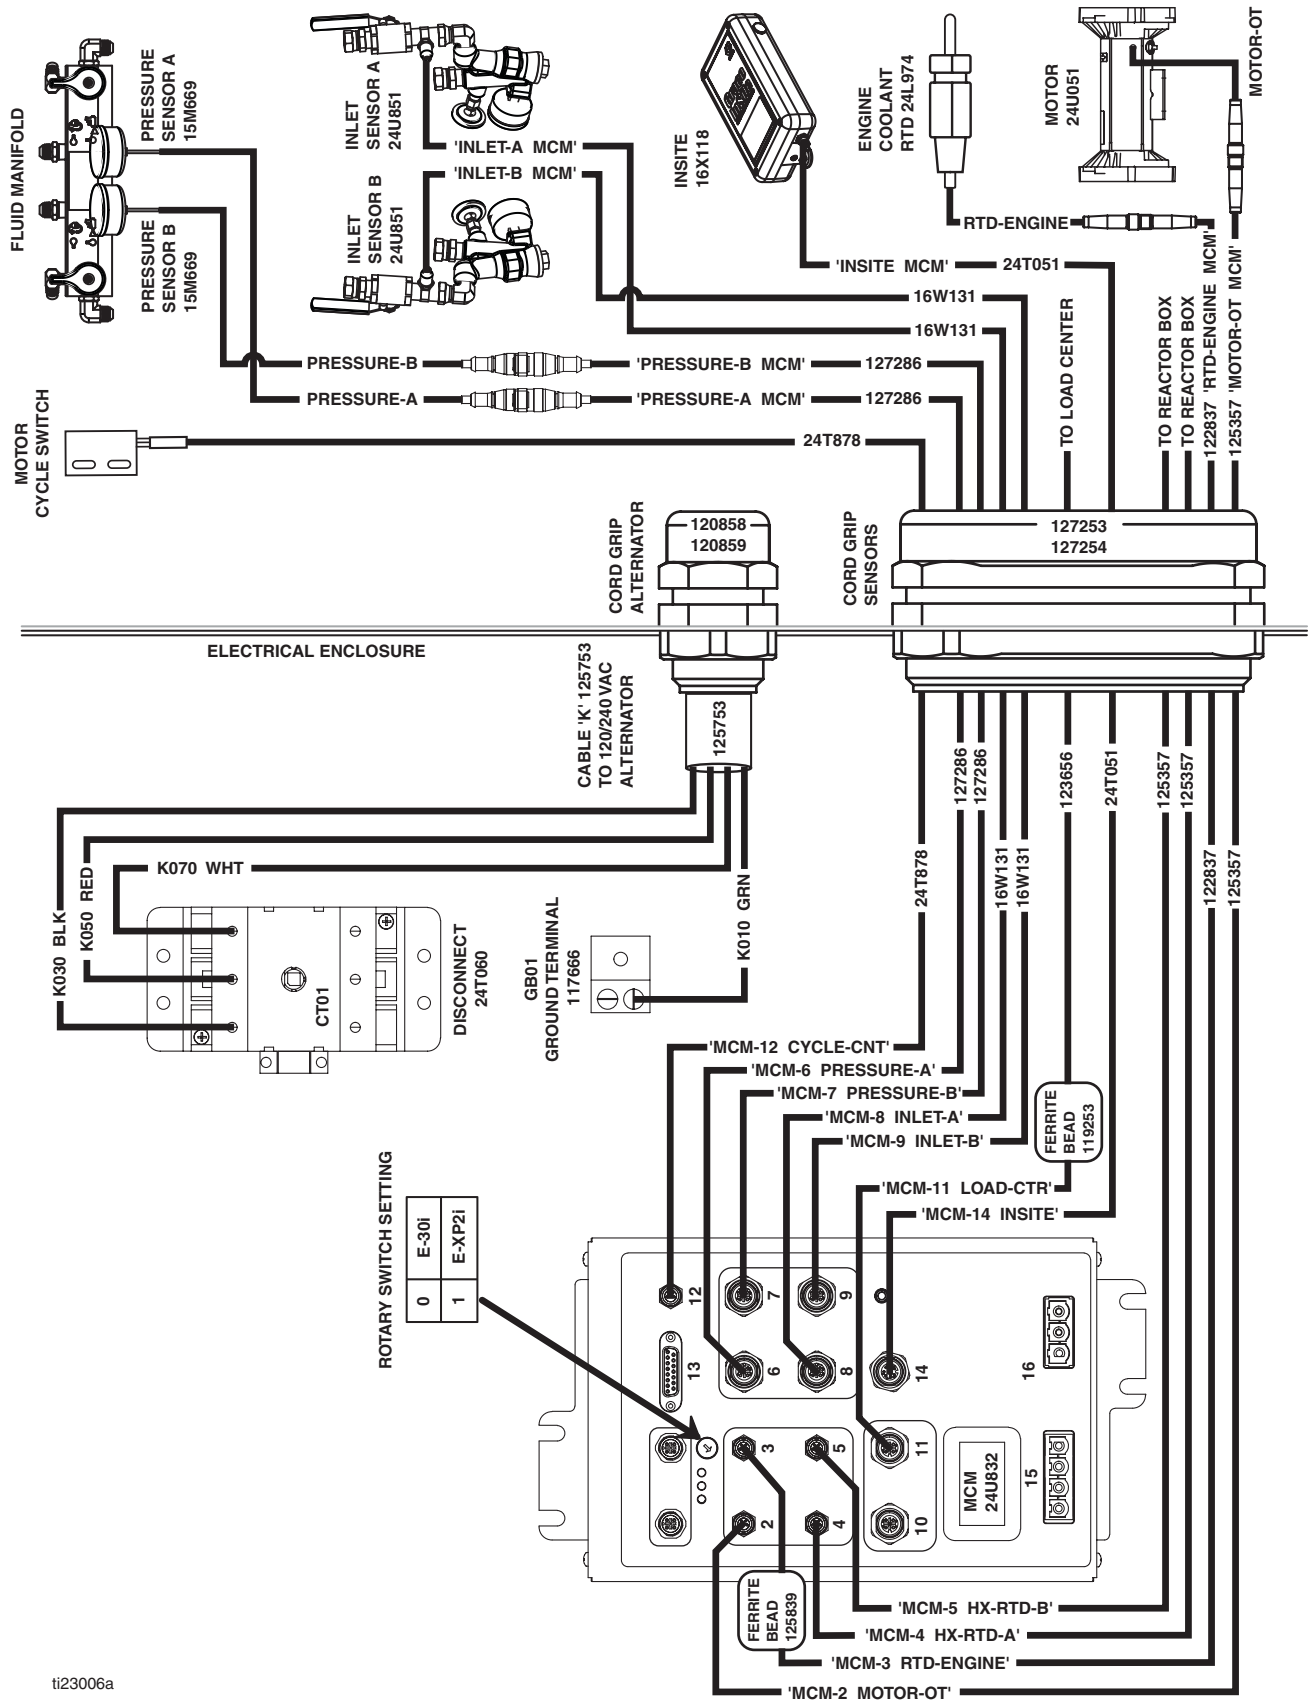 FLUID MANIFOLD
PRESSURE
SENSOR A
15M669
PRESSURE
SENSOR B
15M669
INLET
SENSOR A
24U851
INLET
SENSOR B
24U851
'INLET-A MCM'
'INLET-B MCM'
INSITE
16X118
ENGINE
COOLANT
RTD 24L974
MOTOR
24U051
MOTOR-OT
RTD-ENGINE
'INSITE MCM'
24T051
16W131
16W131
PRESSURE-B
'PRESSURE-B MCM'
127286
PRESSURE-A
'PRESSURE-A MCM'
127286
MOTOR
CYCLE SWITCH
24T878
TO LOAD CENTER
TO REACTOR BOX
TO REACTOR BOX
122837 'RTD-ENGINE MCM'
125357 'MOTOR-OT MCM'
CORD GRIP
ALTERNATOR
120858
120859
CORD GRIP
SENSORS
127253
127254
ELECTRICAL ENCLOSURE
CABLE 'K' 125753
TO 120/240 VAC
ALTERNATOR
125753
K030 BLK
K050 RED
K070 WHT
K010 GRN
CT01
DISCONNECT
24T060
GB01
GROUND TERMINAL
117666
24T878
127286
127286
16W131
16W131
123656
24T051
125357
125357
122837
125357
'MCM-12 CYCLE-CNT'
'MCM-6 PRESSURE-A'
'MCM-7 PRESSURE-B'
'MCM-8 INLET-A'
'MCM-9 INLET-B'
FERRITE
BEAD
119253
'MCM-11 LOAD-CTR'
'MCM-14 INSITE'
ROTARY SWITCH SETTING
0 E-30i
1 E-XP2i
12
13
7
9
6
8
14
16
3
5
11
2
4
10
15
MCM
24U832
FERRITE
BEAD
125839
'MCM-5 HX-RTD-B'
'MCM-4 HX-RTD-A'
'MCM-3 RTD-ENGINE'
'MCM-2 MOTOR-OT'
ti23006a